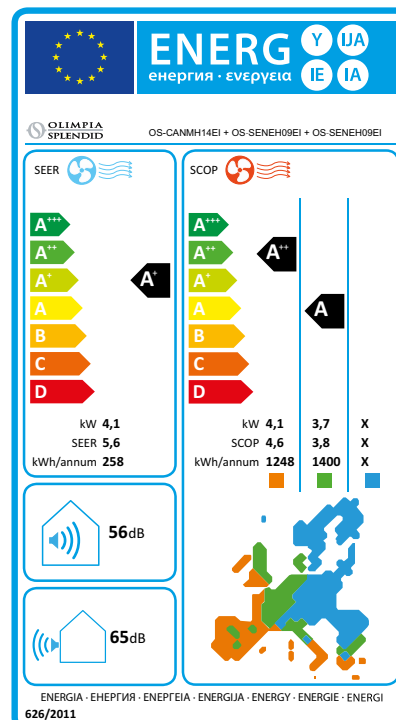 ENERG Y IJA
енергия · ενεργεια IE IA
OLIMPIA
SPLENDID
OS-CANMH14EI + OS-SENEH09EI + OS-SENEH09EI
SEER
A+++
A++
A+
A
B
C
D
A+
kW 4,1
SEER 5,6
kWh/annum 258
SCOP
A+++
A++
A+
A
B
C
D
A++
A
kW 4,1 3,7 X
SCOP 4,6 3,8 X
kWh/annum 1248 1400 X
56dB
65dB
ENERGIA · ЕНЕРГИЯ · ΕΝΕΡΓΕΙΑ · ENERGIJA · ENERGY · ENERGIE · ENERGI
626/2011